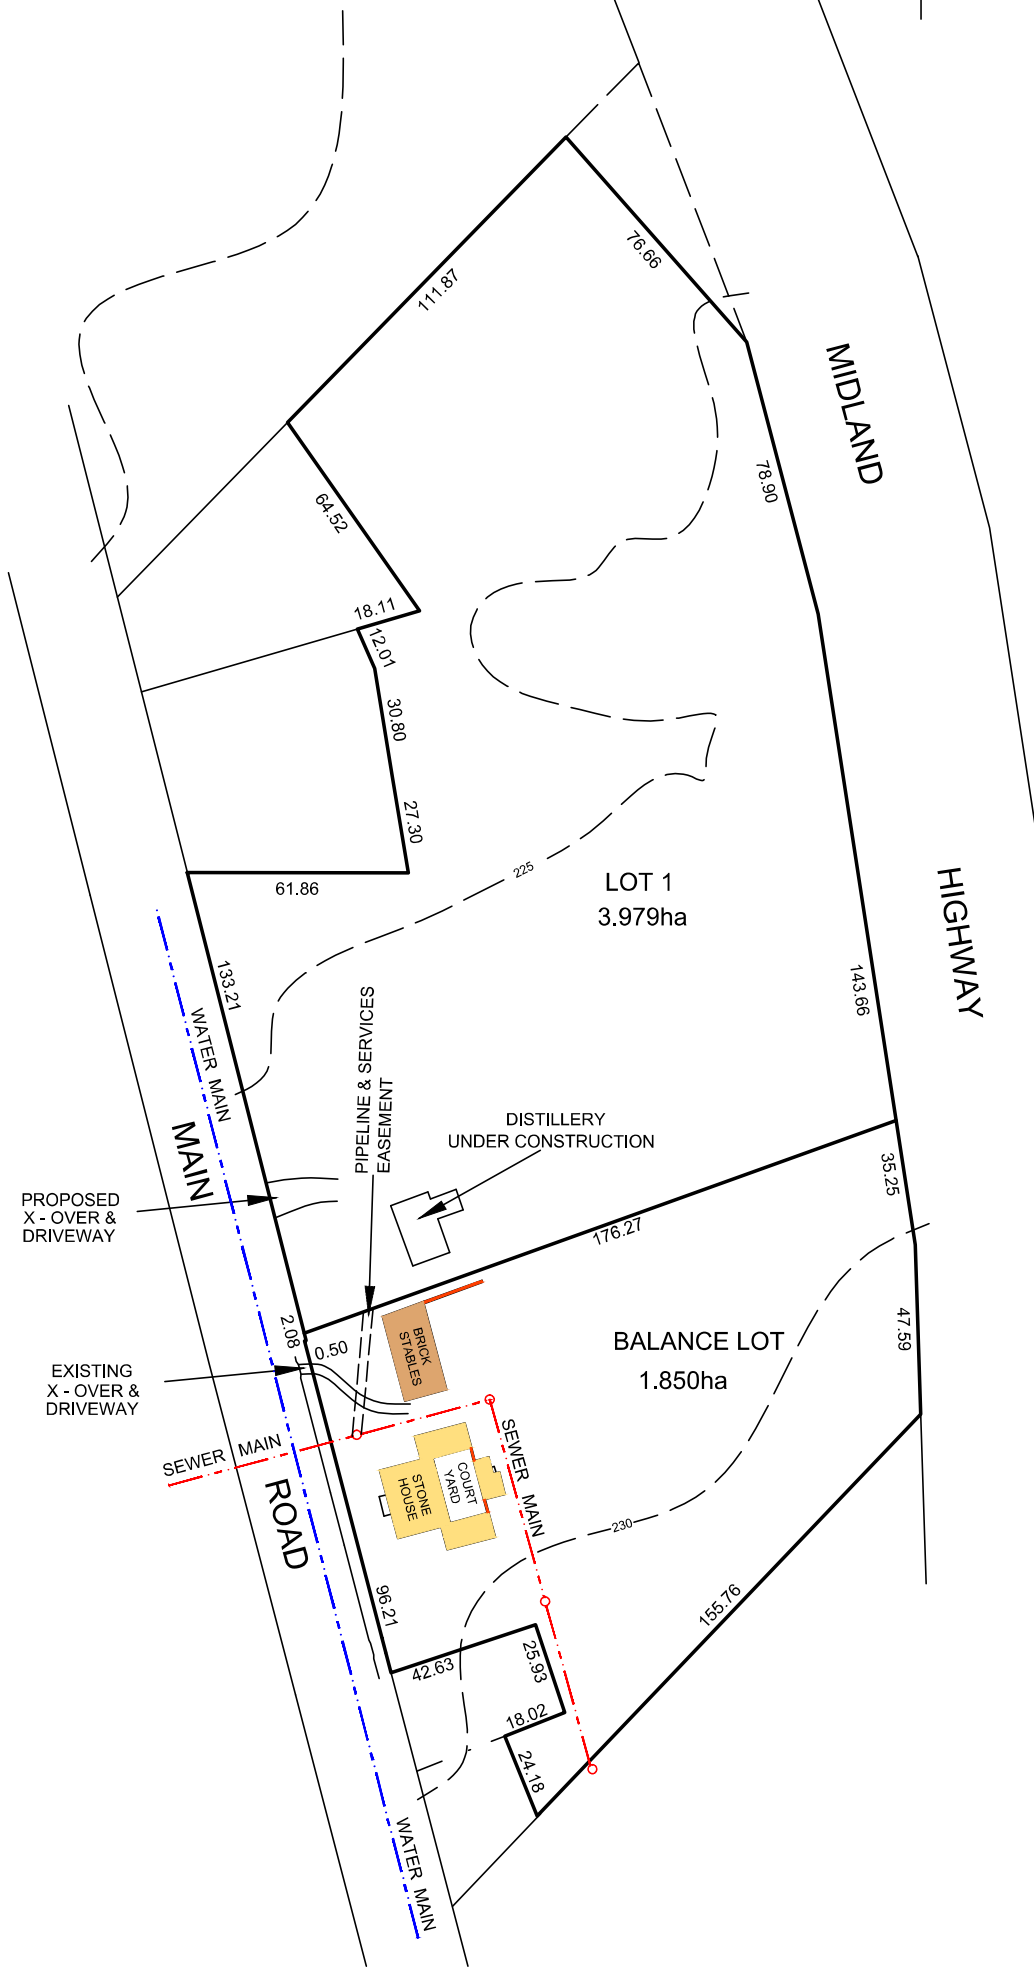 76.66
111.87
MIDLAND
78.90
64.52
18.11
12.01
30.80
27.30
225
LOT 1
3.979ha
61.86
HIGHWAY
133.21
143.66
WATER MAIN
PIPELINE & SERVICES
EASEMENT
DISTILLERY
UNDER CONSTRUCTION
MAIN
35.25
PROPOSED
X - OVER &
DRIVEWAY
176.27
2.08
0.50
BRICK
STABLES
47.59
BALANCE LOT
1.850ha
EXISTING
X - OVER &
DRIVEWAY
SEWER MAIN
SEWER MAIN
STONE
HOUSE
COURT
YARD
1
ROAD
230
96.21
155.76
42.63
25.93
18.02
24.18
WATER MAIN